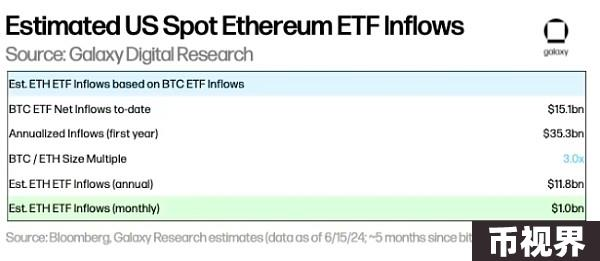 Estimated US Spot Ethereum ETF Inflows
Source: Galaxy Digital Research
galaxy
Est. ETH ETF Inflows based on BTC ETF Inflows
BTC ETF Net Inflows to-date $15.1bn
Annualized Inflows (first year) $35.3bn
BTC / ETH Size Multiple 3.0x
Est. ETH ETF Inflows (annual) $11.8bn
Est. ETH ETF Inflows (monthly) $1.0bn
Source: Bloomberg, Galaxy Research estimates (data as of 6/15/24; ~5 months since bit
币视界